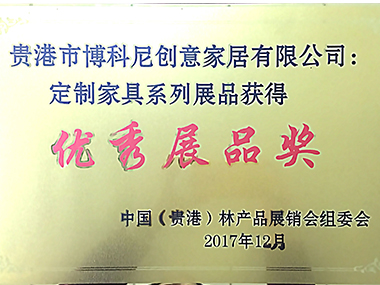 贵港市博科尼创意家居有限公司：
定制家具系列展品获得
优秀展品奖
中国（贵港）林产品展销会组委会
2017年12月